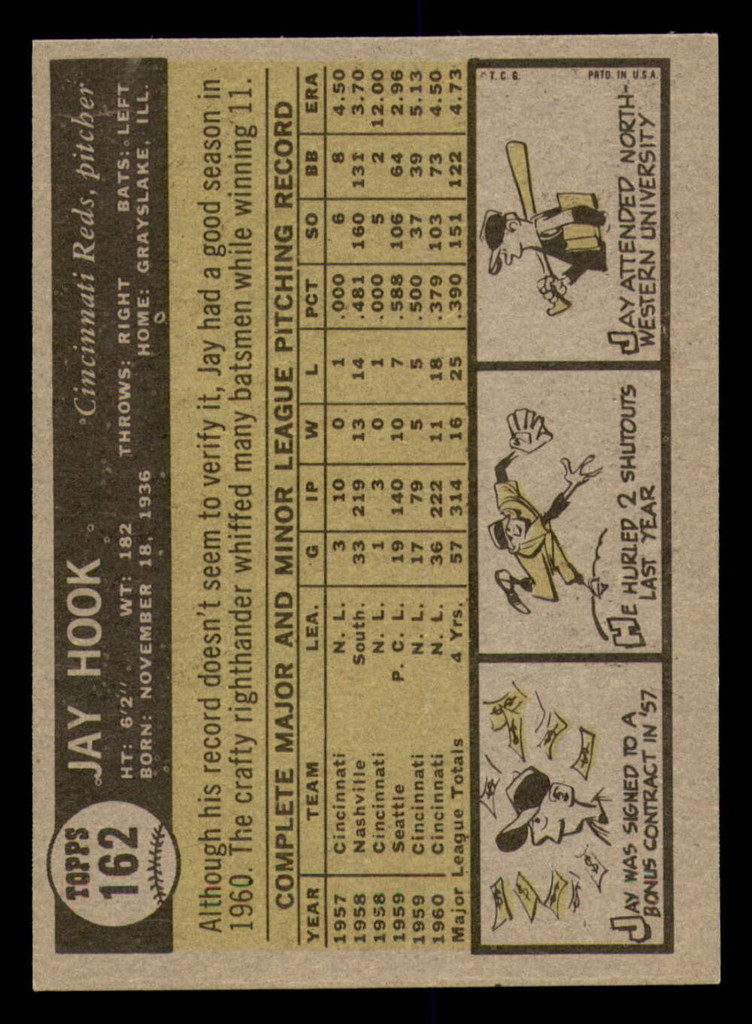 TOPPS
162
JAY HOOK Cincinnati Reds, pitcher
HT: 6'2" WT: 182 THROWS: RIGHT BATS: LEFT
BORN: NOVEMBER 18, 1936 HOME: GRAYSLAKE, ILL.
Although his record doesn't seem to verify it, Jay had a good season in
1960. The crafty righthander whiffed many batsmen while winning 11.
COMPLETE MAJOR AND MINOR LEAGUE PITCHING RECORD
YEAR TEAM LEA. G IP W L PCT SO BB ERA
1957 Cincinnati N. L. 3 10 0 1 .000 6 8 4.50
1958 Nashville South. 33 219 13 14 .481 160 131 3.70
1958 Cincinnati N. L. 1 3 0 1 .000 5 2 12.00
1959 Seattle P. C. L. 19 140 10 7 .588 106 64 2.96
1959 Cincinnati N. L. 17 79 5 5 .500 37 39 5.13
1960 Cincinnati N. L. 36 222 11 18 .379 103 73 4.50
Major League Totals 4 Yrs. 57 314 16 25 .390 151 122 4.73
JAY WAS SIGNED TO A
BONUS CONTRACT IN '57
HE HURLED 2 SHUTOUTS
LAST YEAR
©T.C.G. PRTD. IN U.S.A.
JAY ATTENDED NORTH-
WESTERN UNIVERSITY